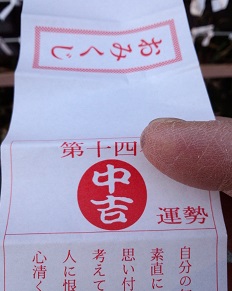 おみくじ
第十四
中吉
運勢
自分の
素直に
思い付
考えて
人に恨
心清く